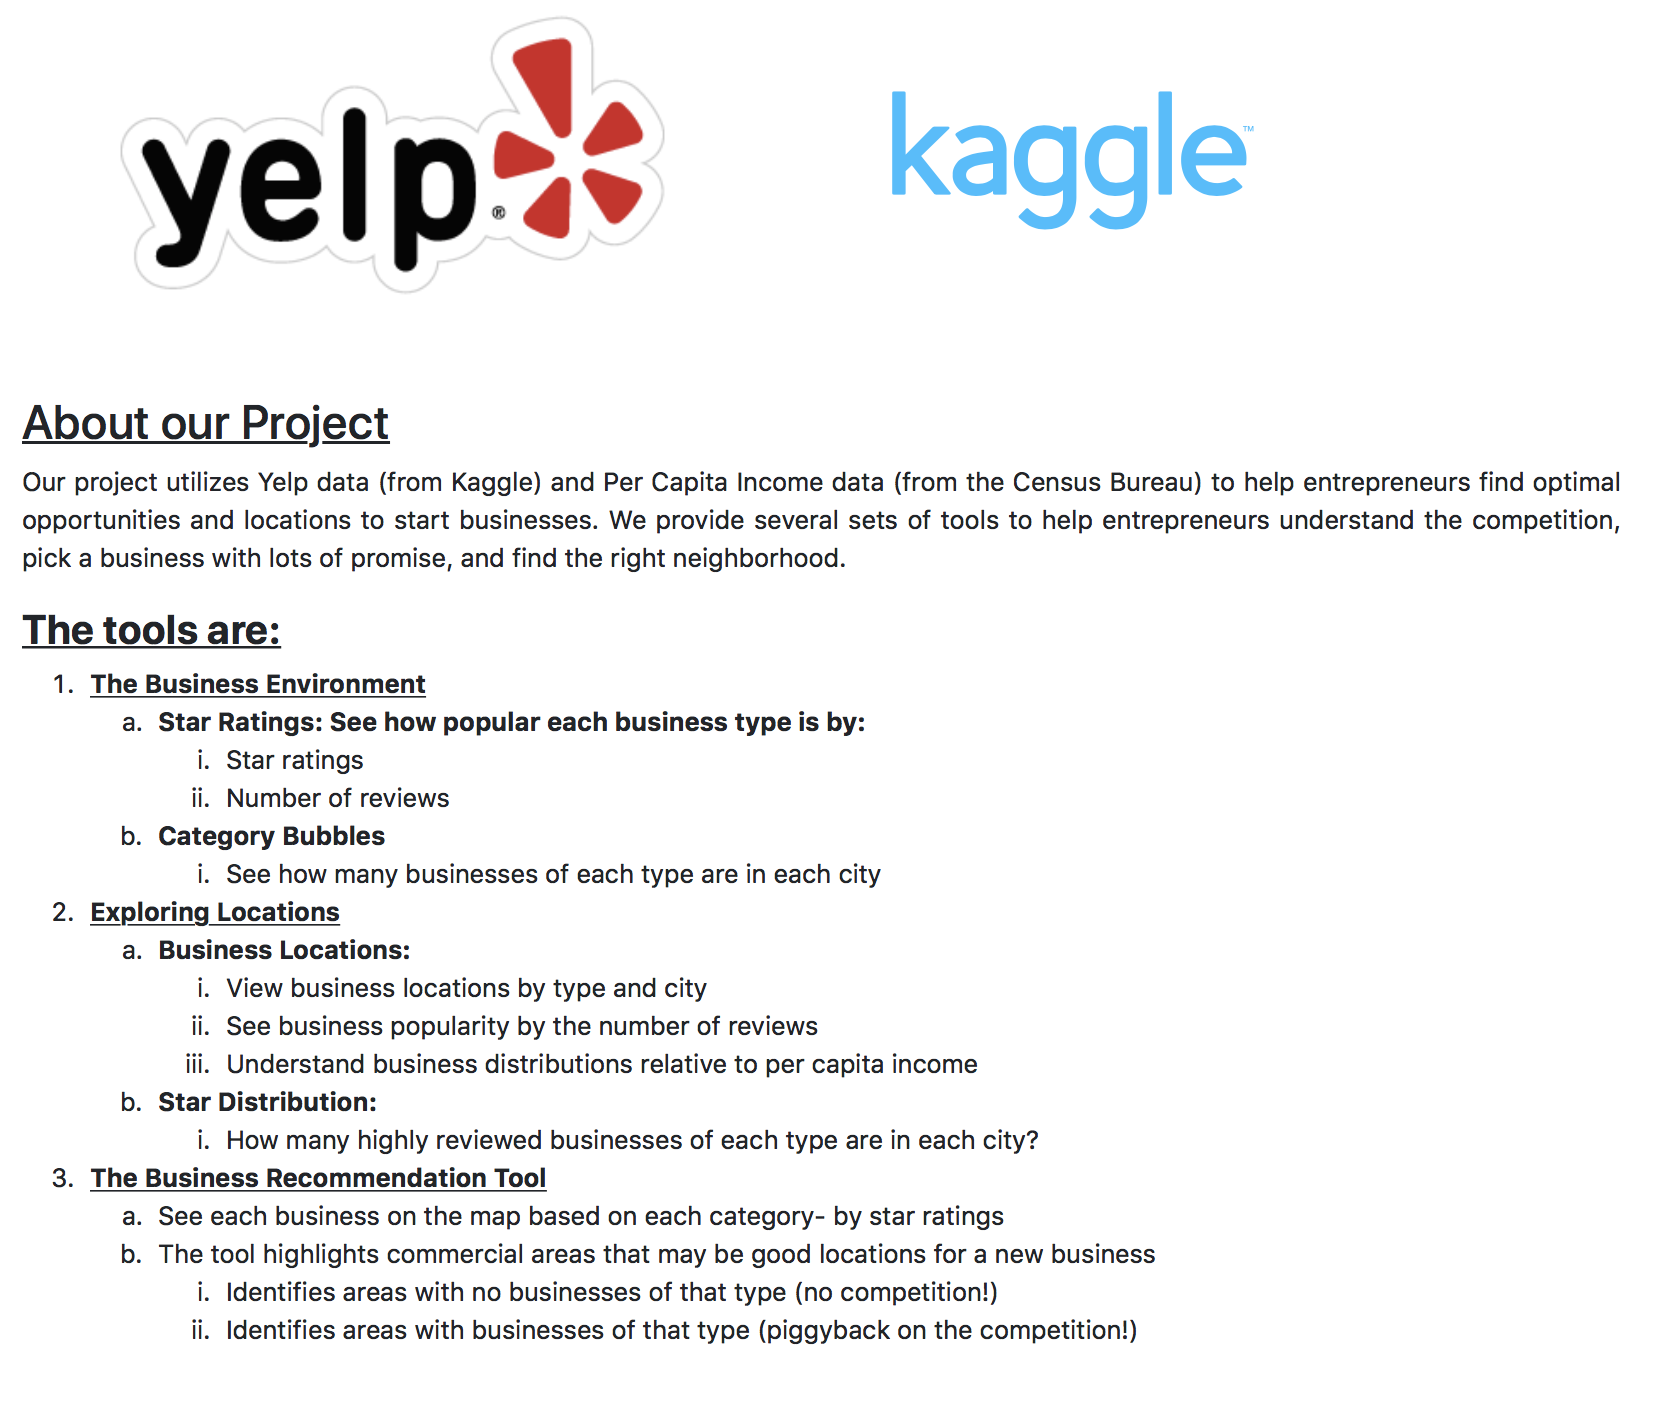 yelp®
kaggle™
About our Project
Our project utilizes Yelp data (from Kaggle) and Per Capita Income data (from the Census Bureau) to help entrepreneurs find optimal
opportunities and locations to start businesses. We provide several sets of tools to help entrepreneurs understand the competition,
pick a business with lots of promise, and find the right neighborhood.
The tools are:
1. The Business Environment
a. Star Ratings: See how popular each business type is by:
i. Star ratings
ii. Number of reviews
b. Category Bubbles
i. See how many businesses of each type are in each city
2. Exploring Locations
a. Business Locations:
i. View business locations by type and city
ii. See business popularity by the number of reviews
iii. Understand business distributions relative to per capita income
b. Star Distribution:
i. How many highly reviewed businesses of each type are in each city?
3. The Business Recommendation Tool
a. See each business on the map based on each category- by star ratings
b. The tool highlights commercial areas that may be good locations for a new business
i. Identifies areas with no businesses of that type (no competition!)
ii. Identifies areas with businesses of that type (piggyback on the competition!)